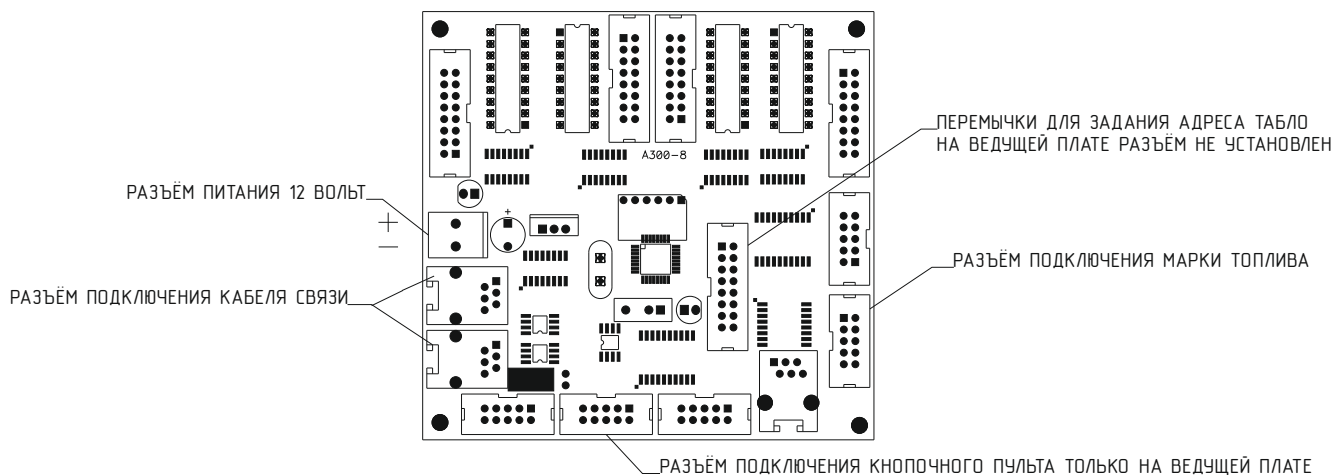 ПЕРЕМЫЧКИ ДЛЯ ЗАДАНИЯ АДРЕСА ТАБЛО
НА ВЕДУЩЕЙ ПЛАТЕ РАЗЪЁМ НЕ УСТАНОВЛЕН
A300-8
РАЗЪЁМ ПИТАНИЯ 12 ВОЛЬТ
+
+
−
РАЗЪЁМ ПОДКЛЮЧЕНИЯ МАРКИ ТОПЛИВА
РАЗЪЁМ ПОДКЛЮЧЕНИЯ КАБЕЛЯ СВЯЗИ
РАЗЪЁМ ПОДКЛЮЧЕНИЯ КНОПОЧНОГО ПУЛЬТА ТОЛЬКО НА ВЕДУЩЕЙ ПЛАТЕ